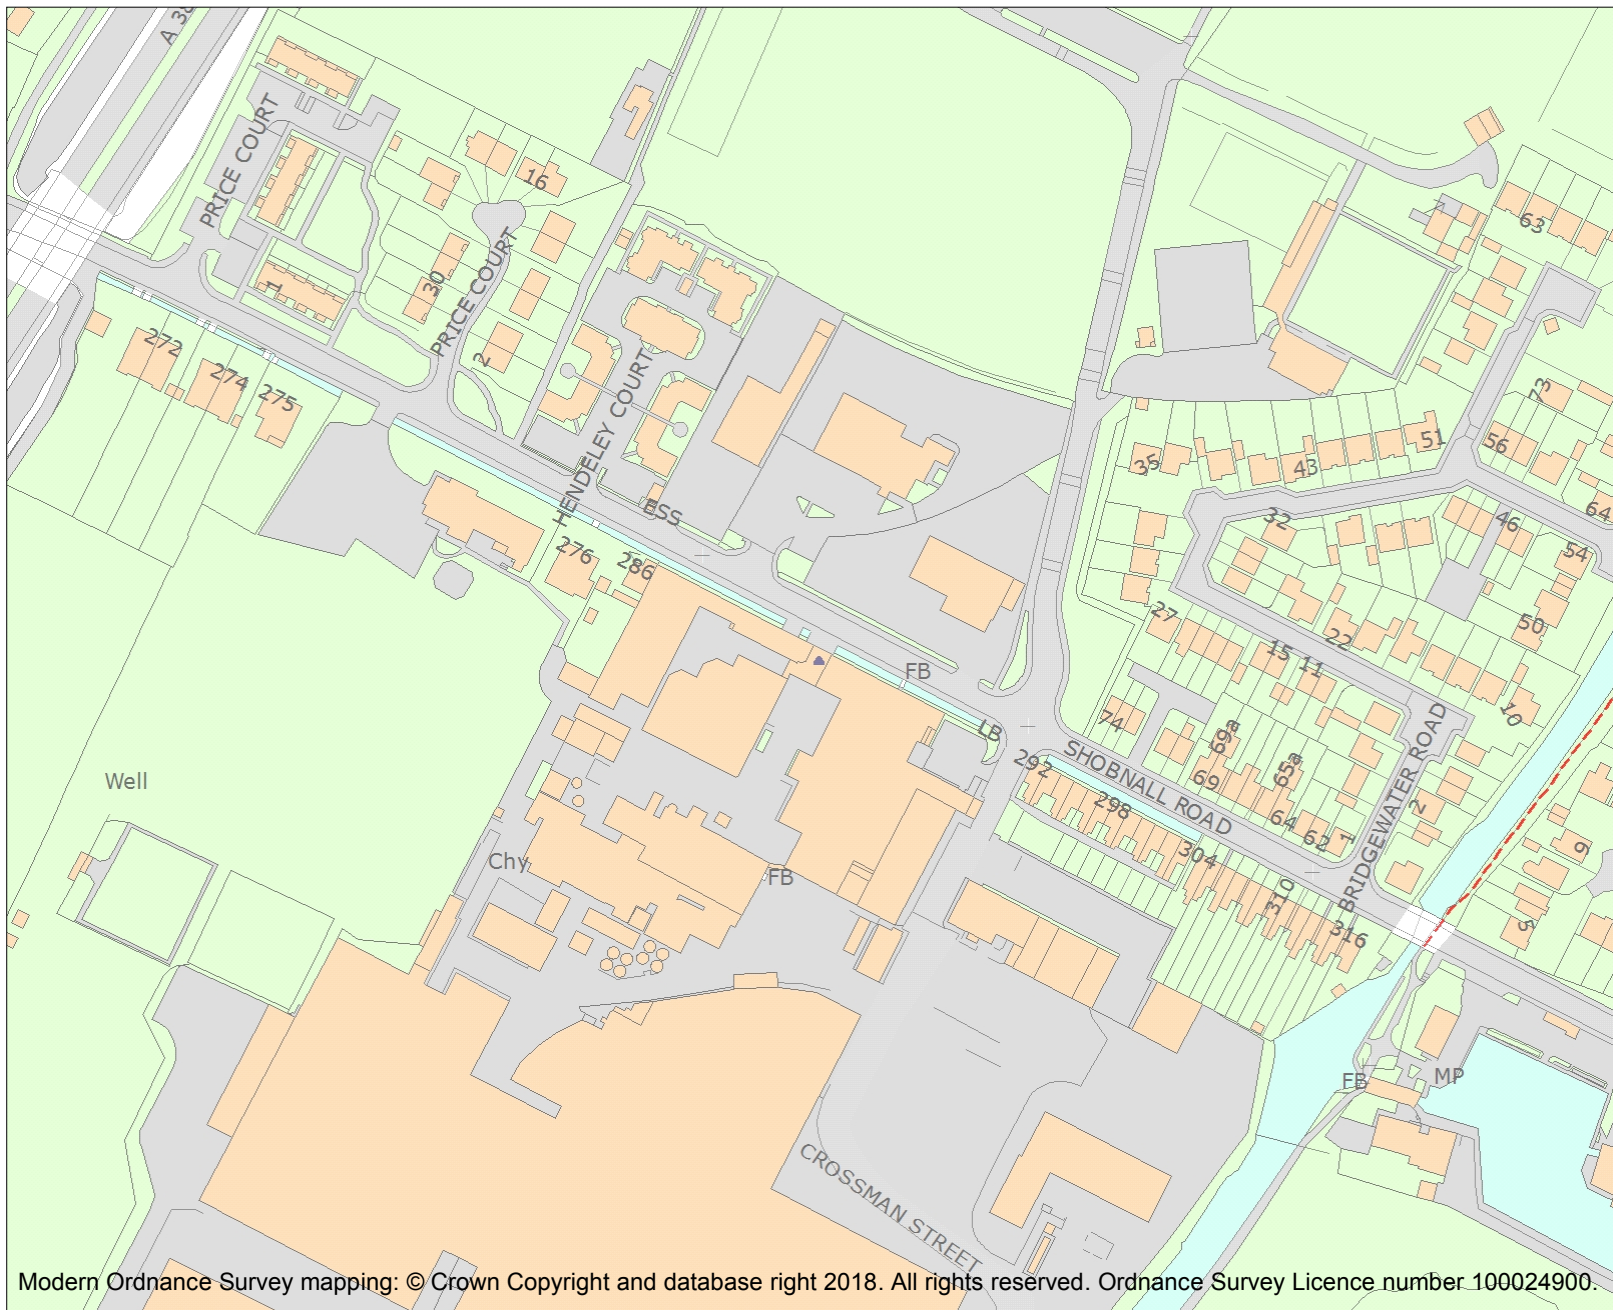 A 38
PRICE COURT
16
63
PRICE COURT
30
1
2
272
274
275
HENDELEY COURT
73
51
56
35
43
ESS
32
46
64
54
276
286
27
50
22
15
11
FB
10
74
LB
69a
292
SHOBNALL ROAD
65a
69
BRIDGEWATER ROAD
Well
298
64
62
1
2
304
9
Chy
FB
310
316
5
FB
MP
CROSSMAN STREET
Modern Ordnance Survey mapping: © Crown Copyright and database right 2018. All rights reserved. Ordnance Survey Licence number 100024900.